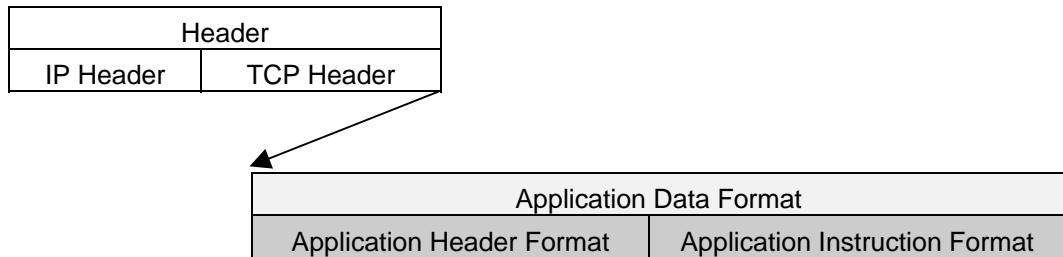 Header
IP Header TCP Header
Application Data Format
Application Header Format Application Instruction Format